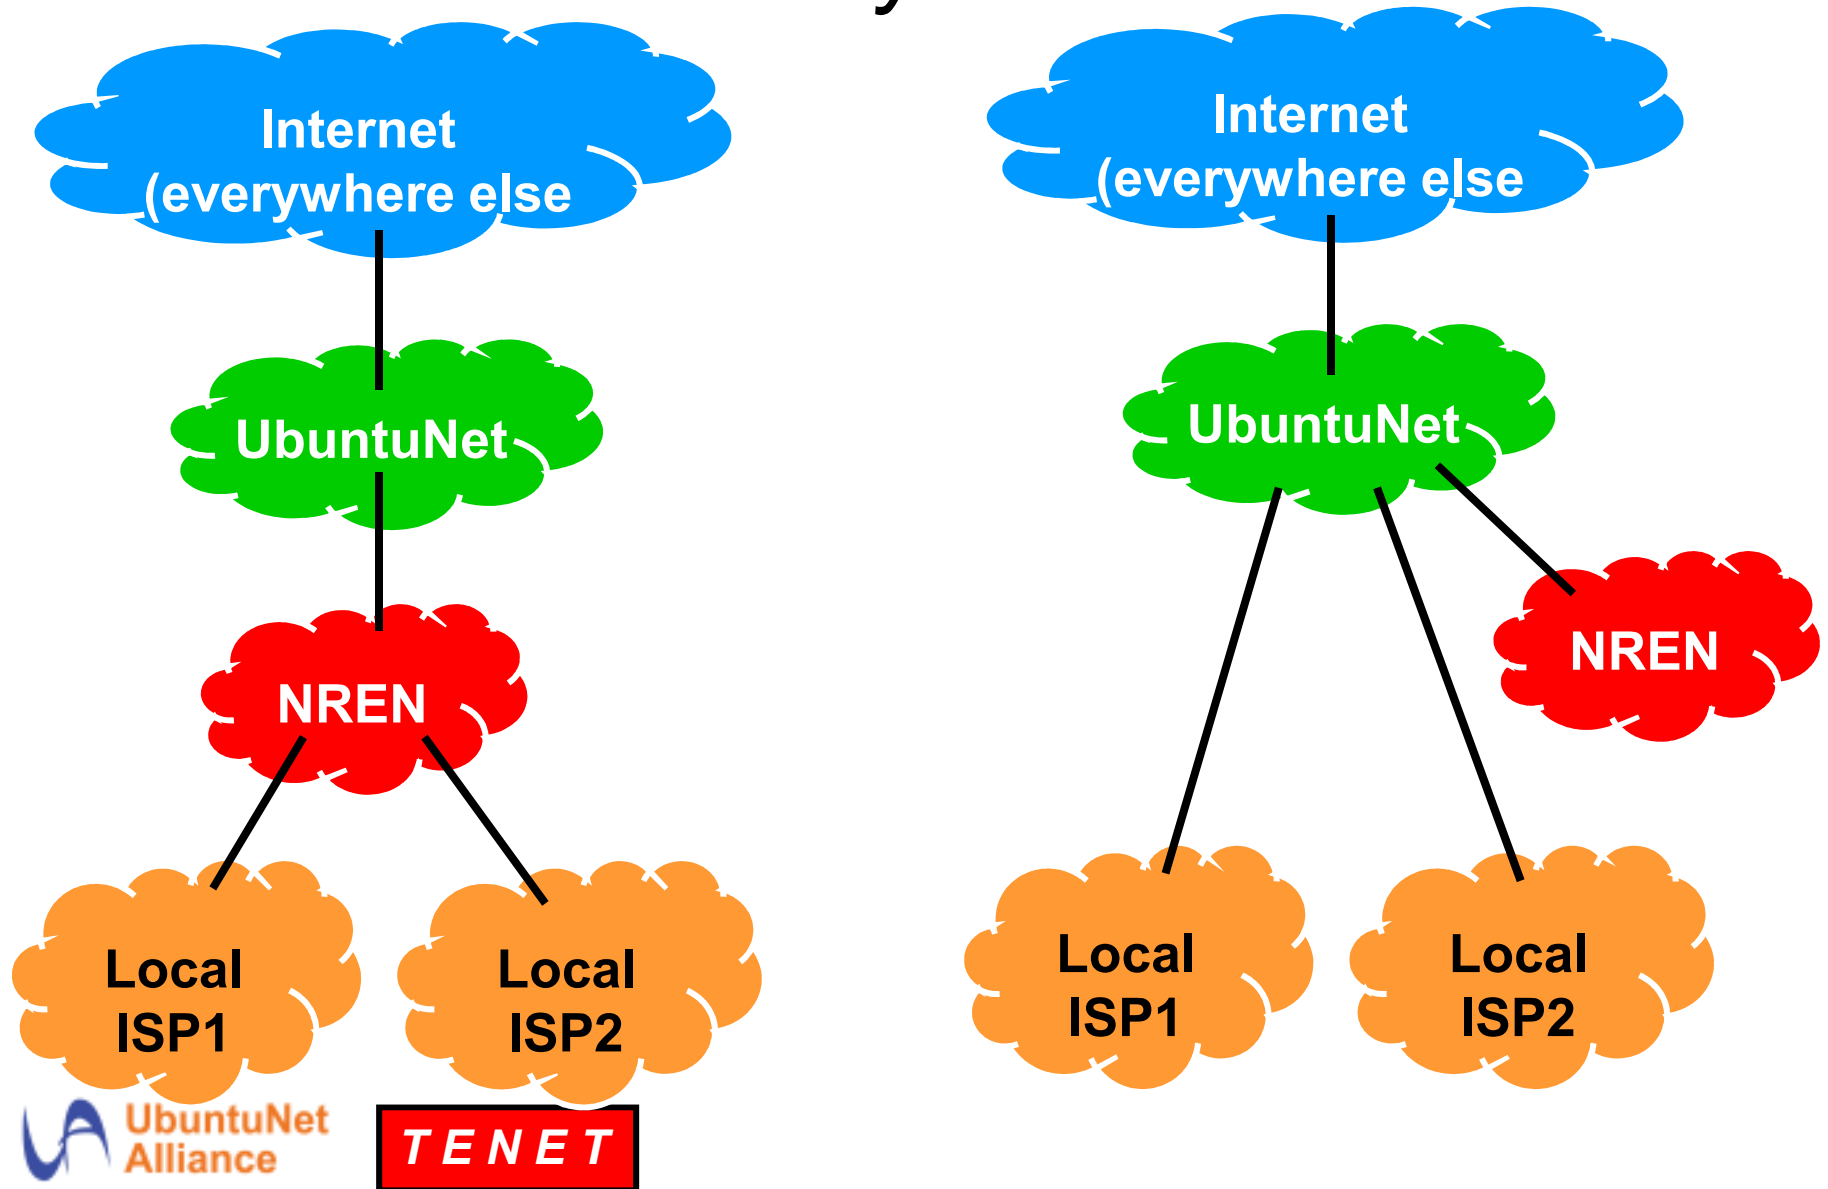 Internet
(everywhere else
UbuntuNet
NREN
Local
ISP1
Local
ISP2
Internet
(everywhere else
UbuntuNet
NREN
Local
ISP1
Local
ISP2
UbuntuNet
Alliance
TENET